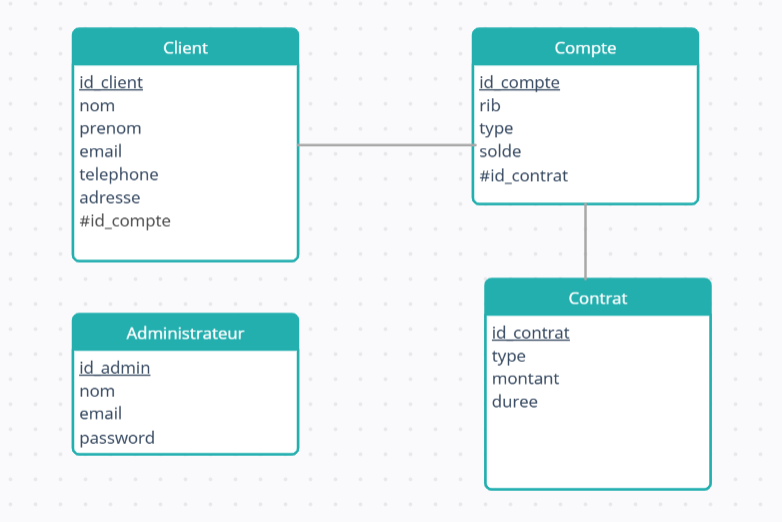 Client
id_client
nom
prenom
email
telephone
adresse
#id_compte
Compte
id_compte
rib
type
solde
#id_contrat
Administrateur
id_admin
nom
email
password
Contrat
id_contrat
type
montant
duree